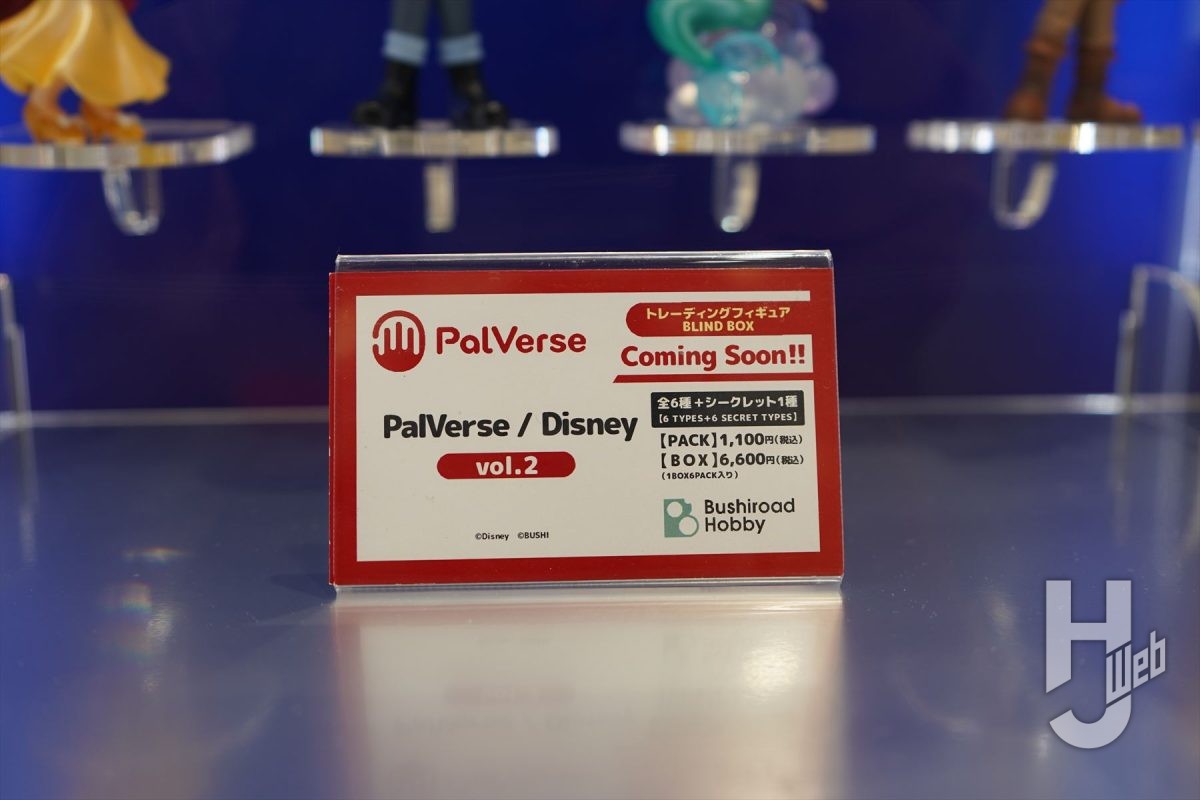 PalVerse
トレーディングフィギュア
BLIND BOX
Coming Soon!!
PalVerse / Disney
vol.2
全6種+シークレット1種
【6 TYPES+6 SECRET TYPES】
【PACK】1,100円(税込)
【BOX】6,600円(税込)
(1BOX6PACK入り)
Bushiroad
Hobby
©Disney ©BUSHI
HJ Web